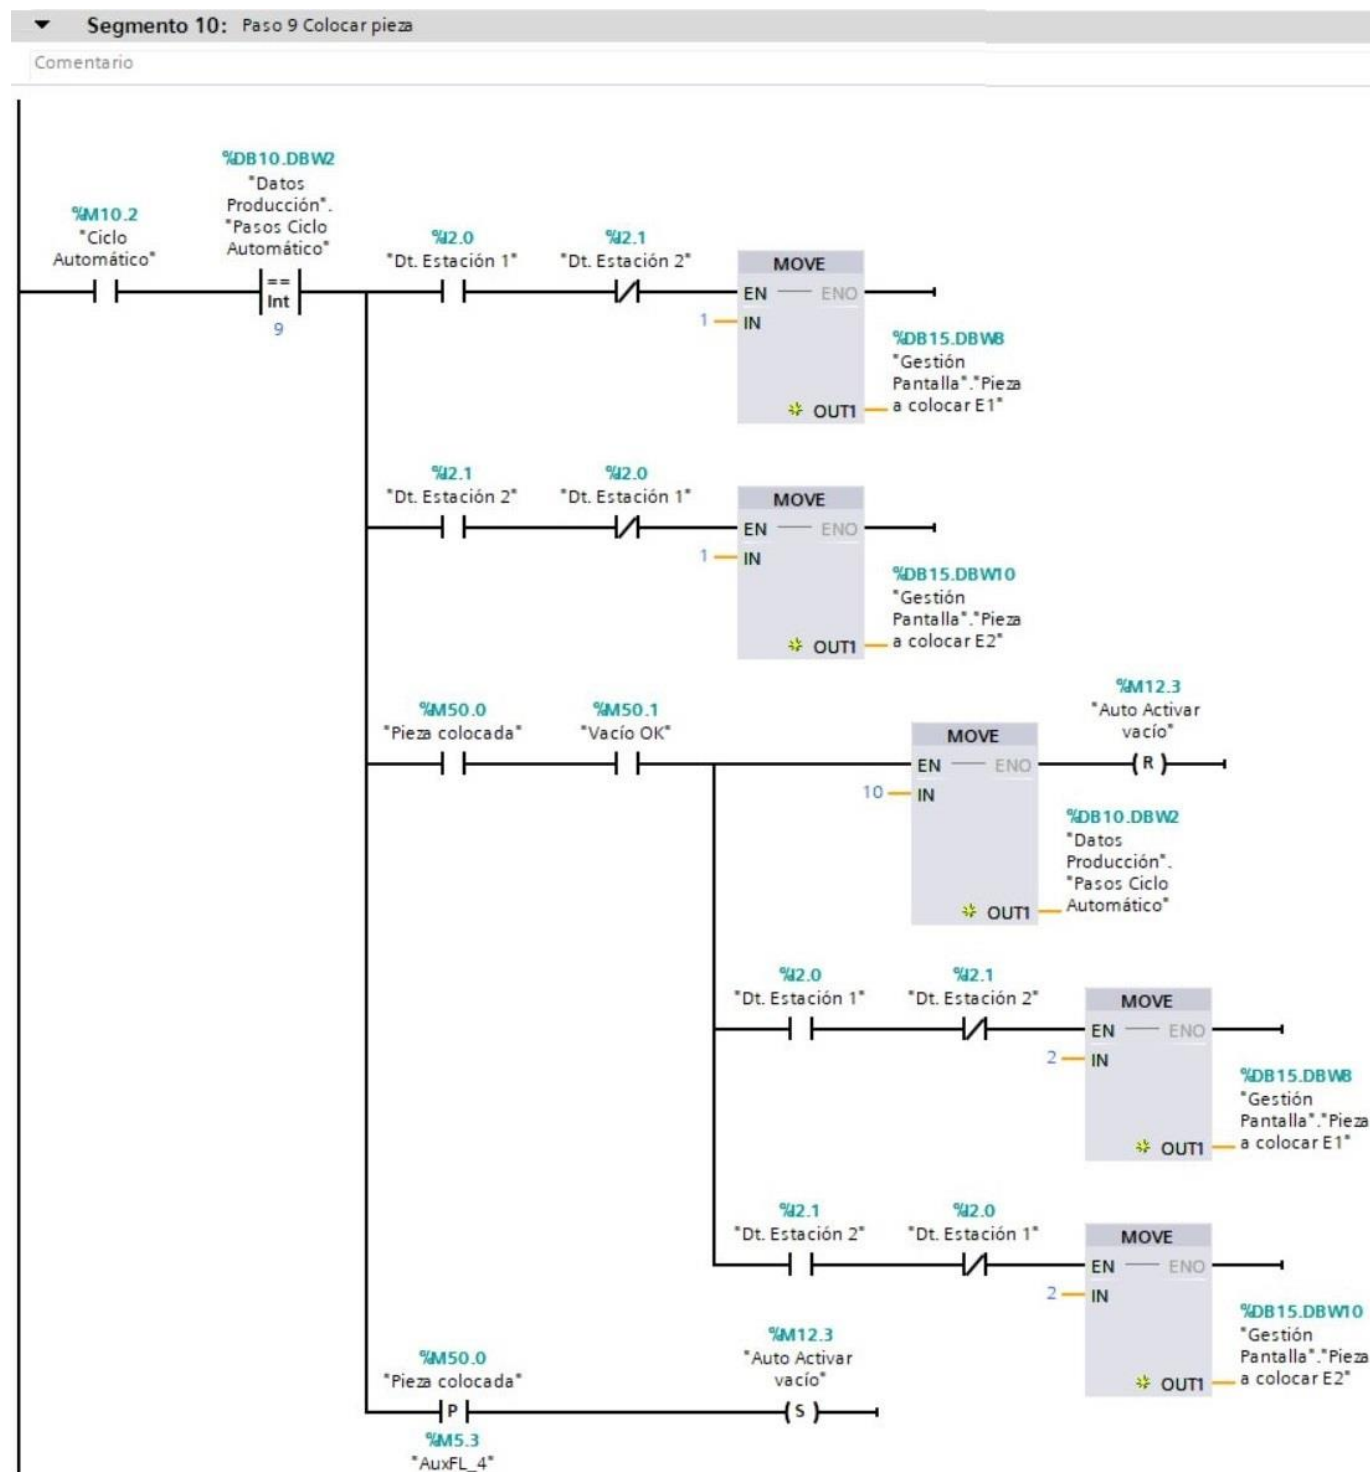 Segmento 10: Paso 9 Colocar pieza
Comentario
%DB10.DBW2
"Datos
Producción".
"Pasos Ciclo
Automático"
%M10.2
"Ciclo
Automático"
==
Int
9
%I2.0
"Dt. Estación 1"
%I2.1
"Dt. Estación 2"
MOVE
EN
ENO
1
IN
OUT1
%DB15.DBW8
"Gestión
Pantalla"."Pieza
a colocar E1"
%I2.1
"Dt. Estación 2"
%I2.0
"Dt. Estación 1"
MOVE
EN
ENO
1
IN
OUT1
%DB15.DBW10
"Gestión
Pantalla"."Pieza
a colocar E2"
%M50.0
"Pieza colocada"
%M50.1
"Vacío OK"
MOVE
EN
ENO
10
IN
OUT1
%M12.3
"Auto Activar
vacío"
R
%DB10.DBW2
"Datos
Producción".
"Pasos Ciclo
Automático"
%I2.0
"Dt. Estación 1"
%I2.1
"Dt. Estación 2"
MOVE
EN
ENO
2
IN
OUT1
%DB15.DBW8
"Gestión
Pantalla"."Pieza
a colocar E1"
%I2.1
"Dt. Estación 2"
%I2.0
"Dt. Estación 1"
MOVE
EN
ENO
2
IN
OUT1
%DB15.DBW10
"Gestión
Pantalla"."Pieza
a colocar E2"
%M50.0
"Pieza colocada"
P
%M5.3
"AuxFL_4"
%M12.3
"Auto Activar
vacío"
S